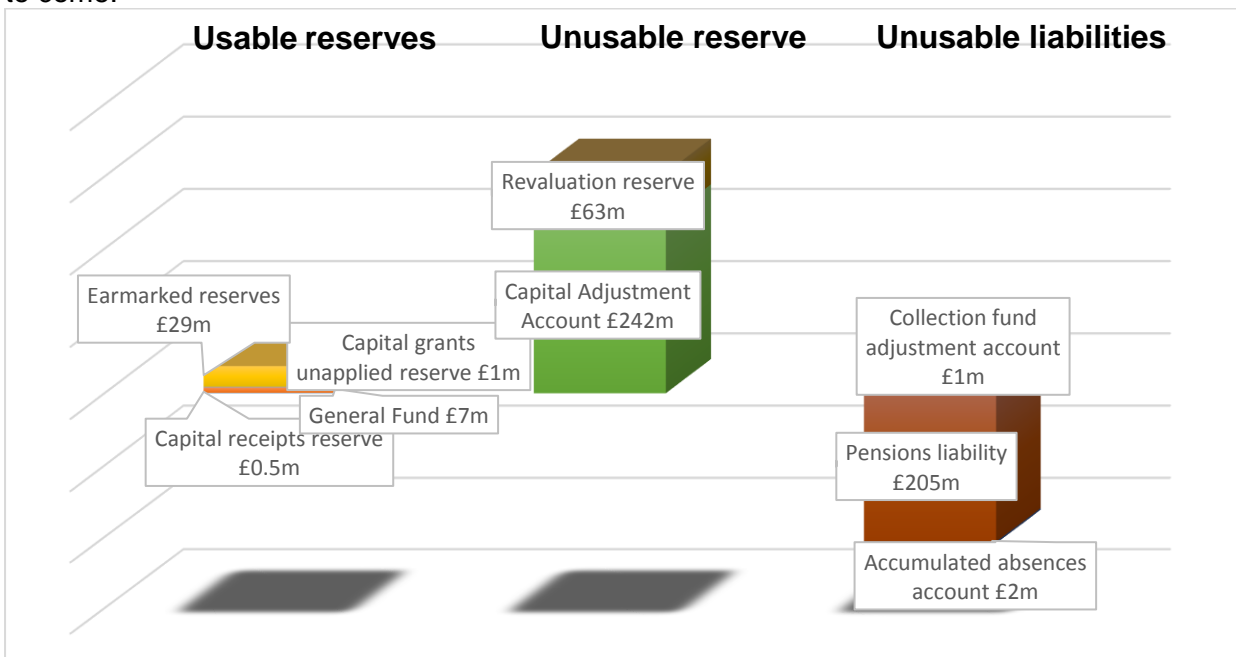 to come.
Usable reserves
Unusable reserve
Unusable liabilities
Revaluation reserve
£63m
Capital Adjustment
Account £242m
Earmarked reserves
£29m
Capital grants
unapplied reserve £1m
General Fund £7m
Capital receipts reserve
£0.5m
Collection fund
adjustment account
£1m
Pensions liability
£205m
Accumulated absences
account £2m